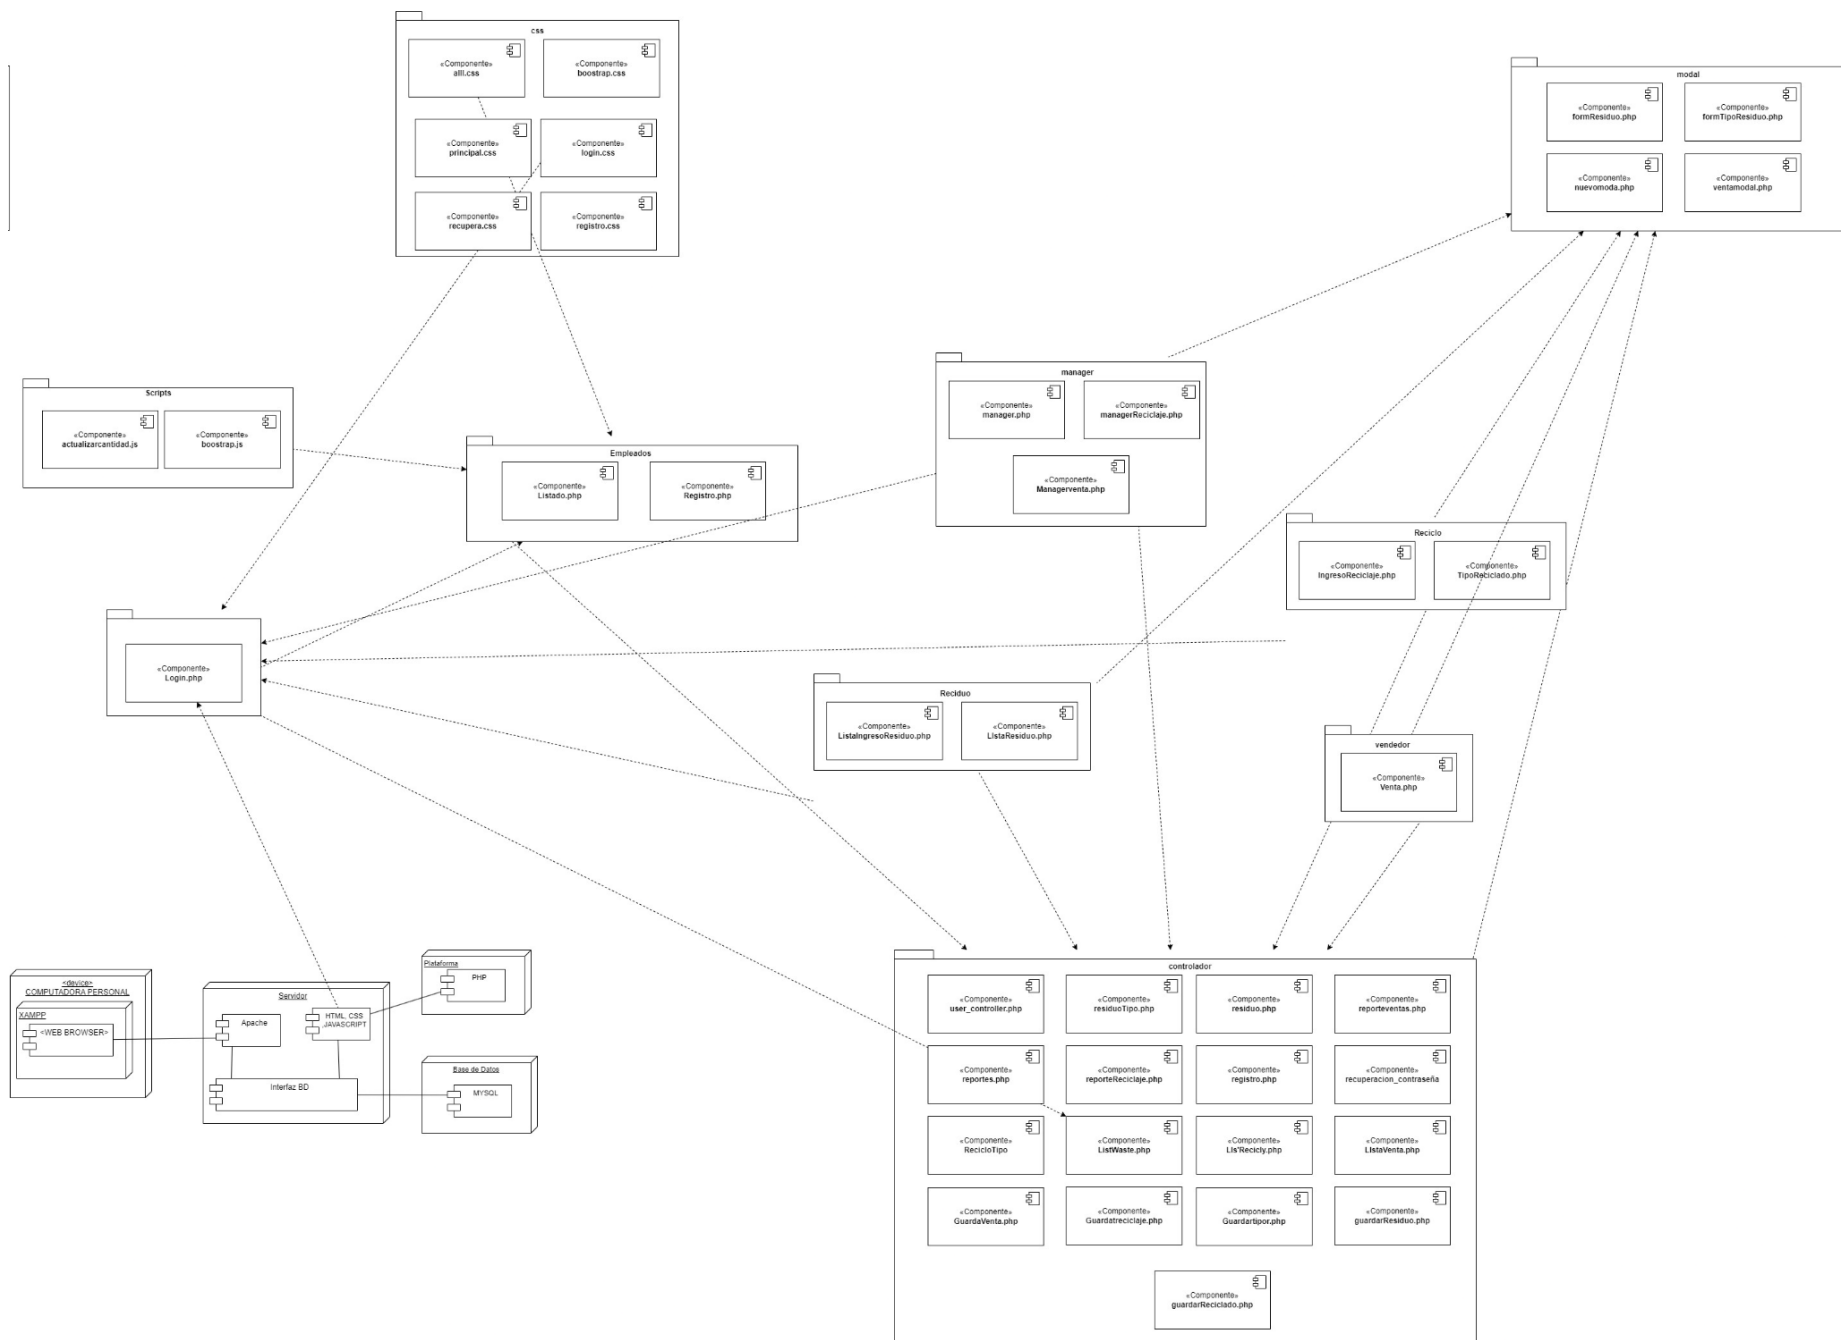 css
«Componente»
alll.css
«Componente»
boostrap.css
«Componente»
principal.css
«Componente»
login.css
«Componente»
recupera.css
«Componente»
registro.css
modal
«Componente»
formResiduo.php
«Componente»
formTipoResiduo.php
«Componente»
nuevomoda.php
«Componente»
ventamodal.php
Scripts
«Componente»
actualizarcantidad.js
«Componente»
boostrap.js
Empleados
«Componente»
Listado.php
«Componente»
Registro.php
manager
«Componente»
manager.php
«Componente»
managerReciclaje.php
«Componente»
Managerventa.php
Reciclo
«Componente»
IngresoReciclaje.php
«Componente»
TipoReciclado.php
«Componente»
Login.php
Reciduo
«Componente»
ListaIngresoResiduo.php
«Componente»
LIstaResiduo.php
vendedor
«Componente»
Venta.php
<device>
COMPUTADORA PERSONAL
XAMPP
<WEB BROWSER>
Servidor
Apache
HTML, CSS
,JAVASCRIPT
Interfaz BD
Plataforma
PHP
Base de Datos
MYSQL
controlador
«Componente»
user_controller.php
«Componente»
residuoTipo.php
«Componente»
residuo.php
«Componente»
reporteventas.php
«Componente»
reportes.php
«Componente»
reporteReciclaje.php
«Componente»
registro.php
«Componente»
recuperacion_contraseña
«Componente»
RecicloTipo
«Componente»
ListWaste.php
«Componente»
LIs'Recicly.php
«Componente»
LIstaVenta.php
«Componente»
GuardaVenta.php
«Componente»
Guardatreciclaje.php
«Componente»
Guardartipor.php
«Componente»
guardarResiduo.php
«Componente»
guardarReciclado.php